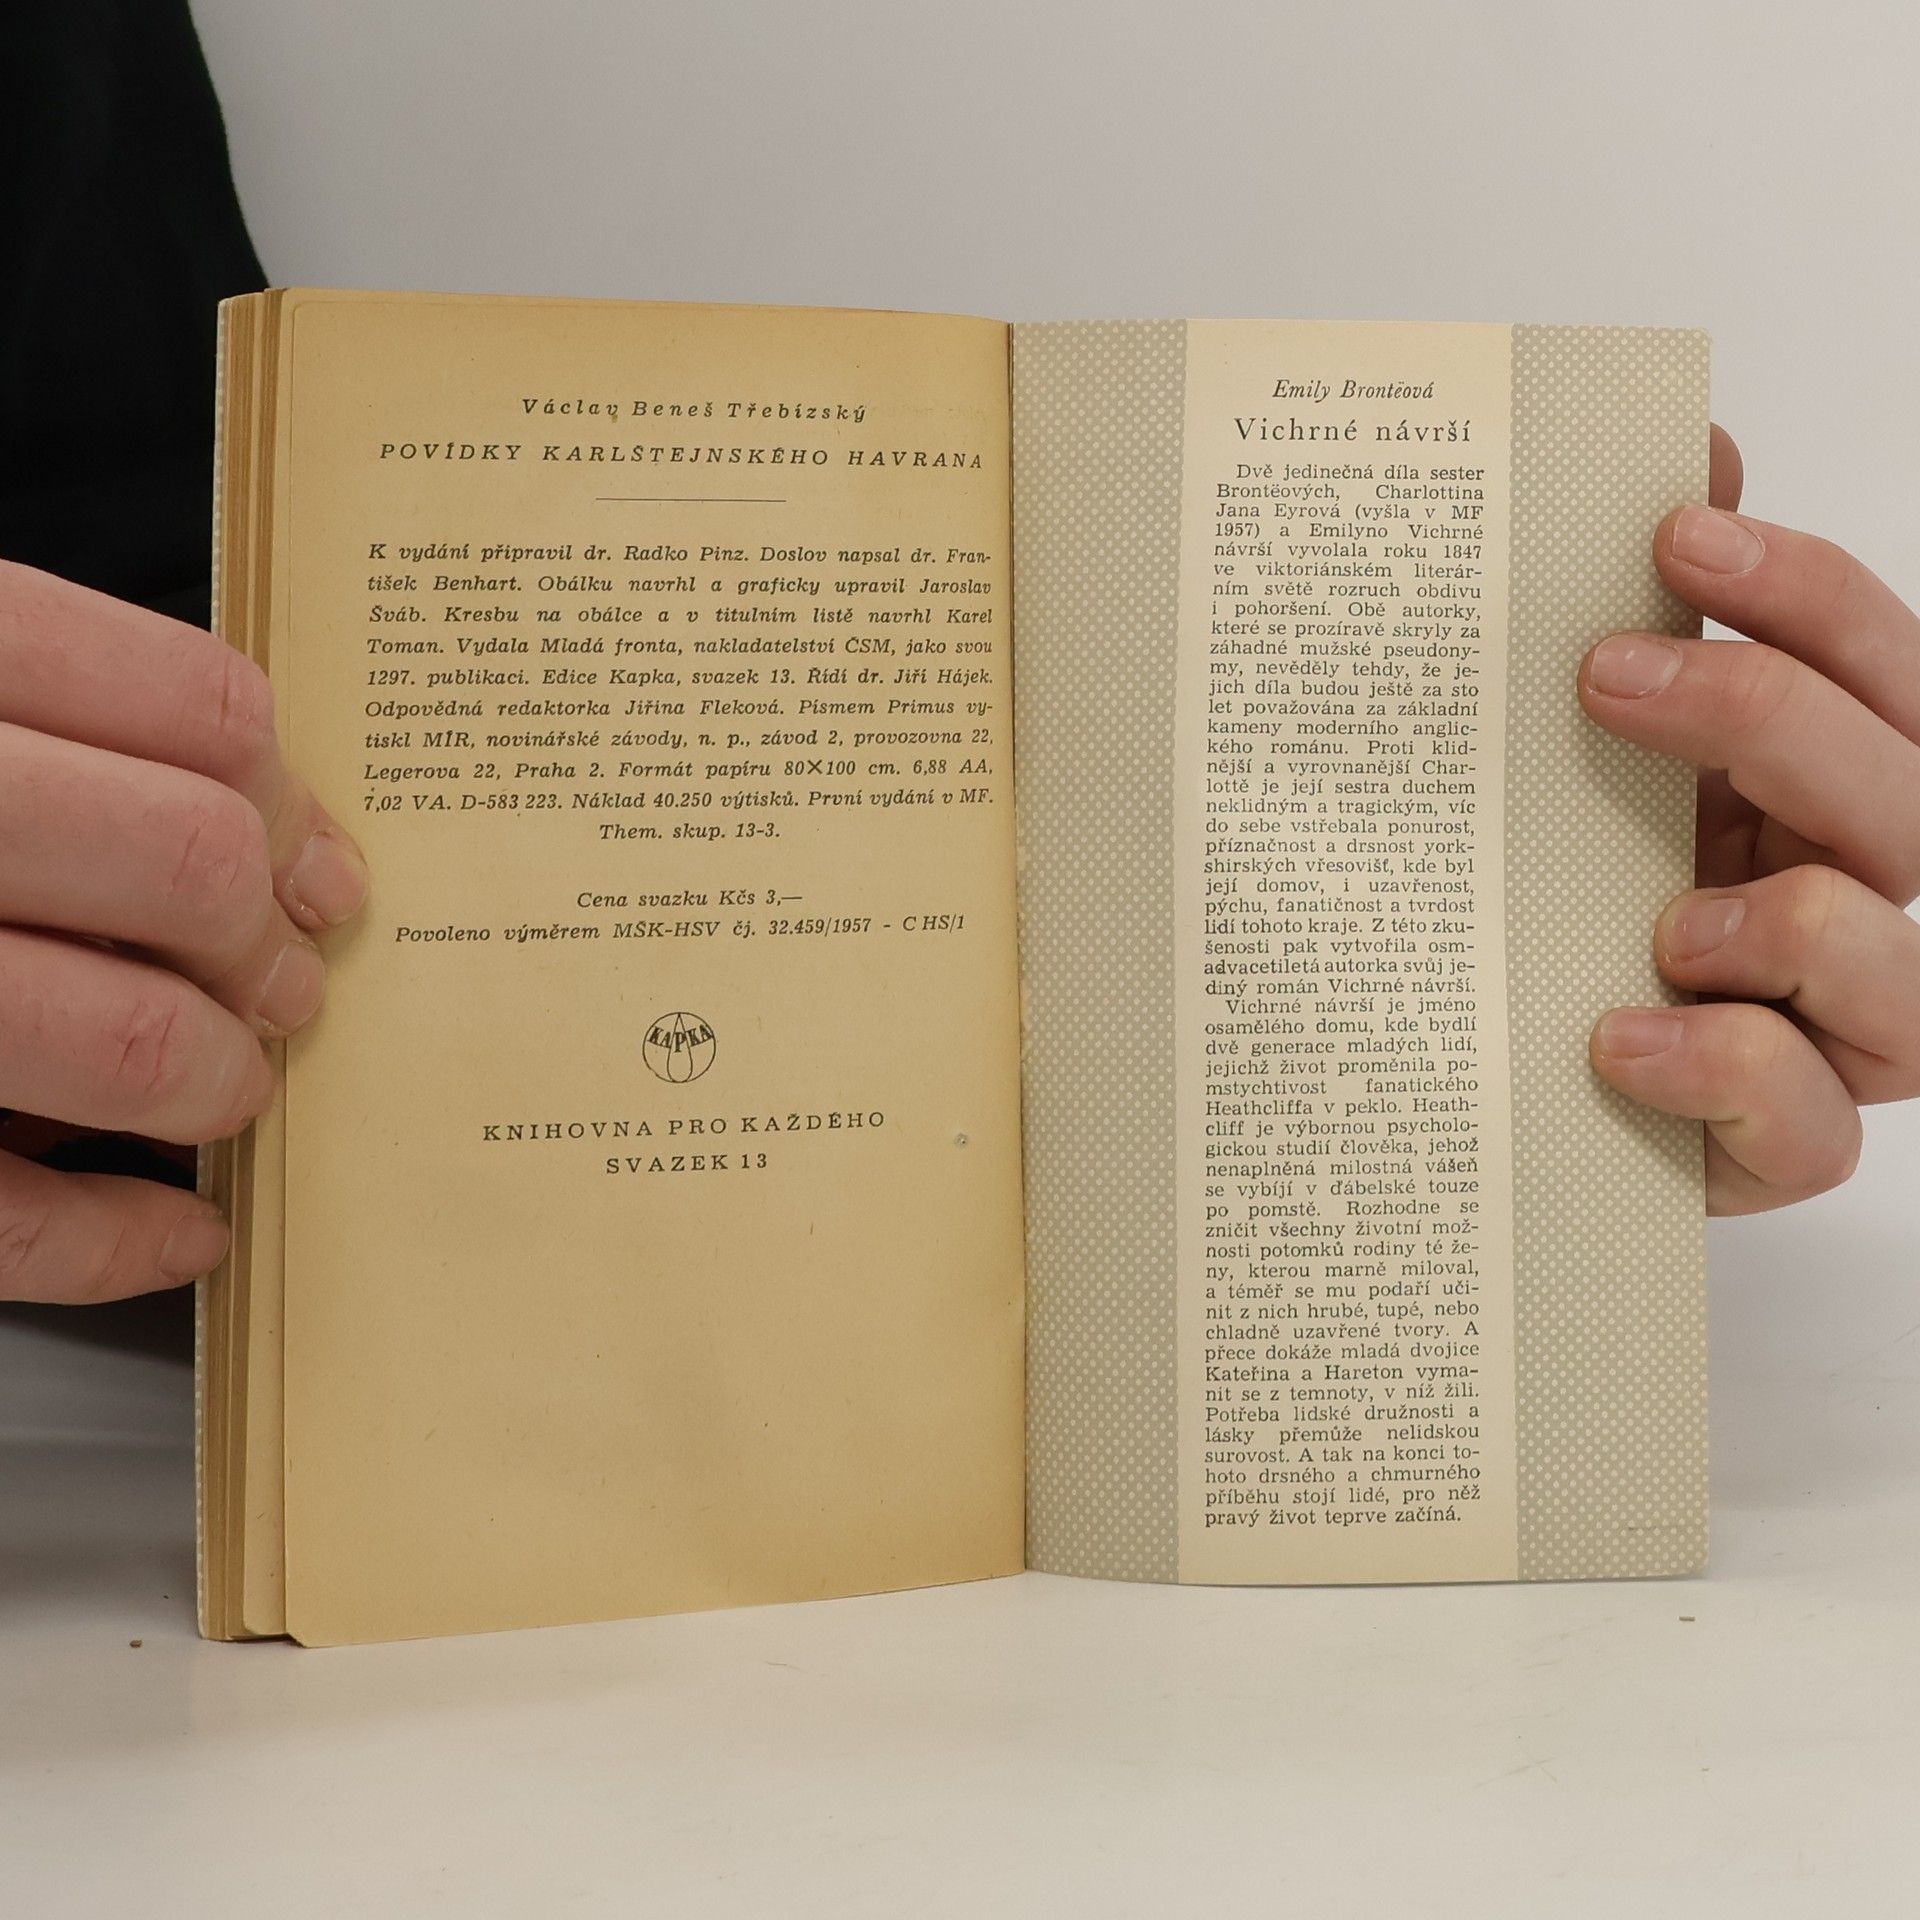 Václav Beneš Třebízský
POVÍDKY KARLŠTEJNSKÉHO HAVRANA
K vydání připravil dr. Radko Pinz. Doslov napsal dr. Fran-
tišek Benhart. Obálku navrhl a graficky upravil Jaroslav
Šváb. Kresbu na obálce a v titulním listě navrhl Karel
Toman. Vydala Mladá fronta, nakladatelství ČSM, jako svou
1297. publikaci. Edice Kapka, svazek 13. Řídí dr. Jiří Hájek.
Odpovědná redaktorka Jiřina Fleková. Písmem Primus vy-
tiskl MÍR, novinářské závody, n. p., závod 2, provozovna 22,
Legerova 22, Praha 2. Formát papíru 80×100 cm. 6,88 AA,
7,02 VA. D-583 223. Náklad 40.250 výtisků. První vydání v MF.
Them. skup. 13-3.
Cena svazku Kčs 3,—
Povoleno výměrem MŠK-HSV čj. 32.459/1957 - C HS/1
KAPKA
KNIHOVNA PRO KAŽDÉHO
SVAZEK 13
Emily Brontëová
Vichrné návrší
Dvě jedinečná díla sester
Brontëových, Charlottina
Jana Eyrová (vyšla v MF
1957) a Emilyno Vichrné
návrší vyvolala roku 1847
ve viktoriánském literár-
ním světě rozruch obdivu
i pohoršení. Obě autorky,
které se prozíravě skryly za
záhadné mužské pseudony-
my, nevěděly tehdy, že je-
jich díla budou ještě za sto
let považována za základní
kameny moderního anglic-
kého románu. Proti klid-
nější a vyrovnanější Char-
lottě je její sestra duchem
neklidným a tragickým, víc
do sebe vstřebala ponurost,
příznačnost a drsnost york-
shirských vřesovišť, kde byl
její domov, i uzavřenost,
pýchu, fanatičnost a tvrdost
lidí tohoto kraje. Z této zku-
šenosti pak vytvořila osm-
advacetiletá autorka svůj je-
diný román Vichrné návrší.
Vichrné návrší je jméno
osamělého domu, kde bydlí
dvě generace mladých lidí,
jejichž život proměnila po-
mstychtivost fanatického
Heathcliffa v peklo. Heath-
cliff je výbornou psycholo-
gickou studií člověka, jehož
nenaplněná milostná vášeň
se vybíjí v ďábelské touze
po pomstě. Rozhodne se
zničit všechny životní mož-
nosti potomků rodiny té že-
ny, kterou marně miloval,
a téměř se mu podaří uči-
nit z nich hrubé, tupé, nebo
chladně uzavřené tvory. A
přece dokáže mladá dvojice
Kateřina a Hareton vyma-
nit se z temnoty, v níž žili.
Potřeba lidské družnosti a
lásky přemůže nelidskou
surovost. A tak na konci to-
hoto drsného a chmurného
příběhu stojí lidé, pro něž
pravý život teprve začíná.